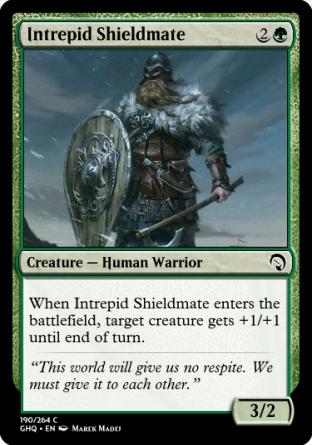 Intrepid Shieldmate 2
Creature — Human Warrior
When Intrepid Shieldmate enters the
battlefield, target creature gets +1/+1
until end of turn.
“This world will give us no respite. We
must give it to each other.”
3/2
190/264 C
GHQ • EN Marek Madej